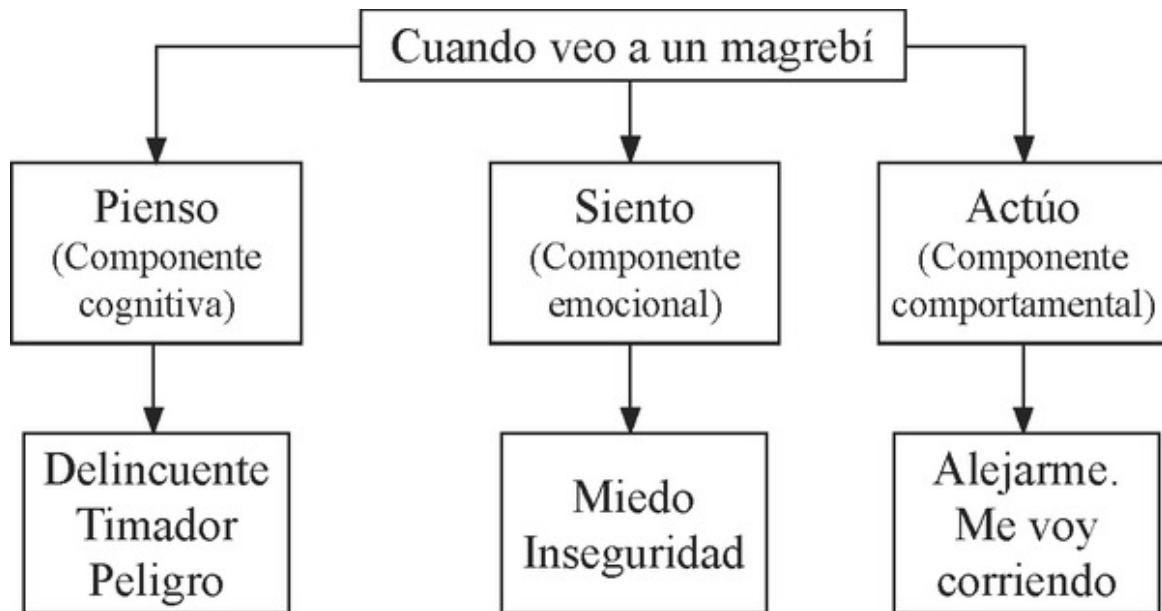 Cuando veo a un magrebí
Pienso
(Componente
cognitiva)
Siento
(Componente
emocional)
Actúo
(Componente
comportamental)
Delincuente
Timador
Peligro
Miedo
Inseguridad
Alejarme.
Me voy
corriendo